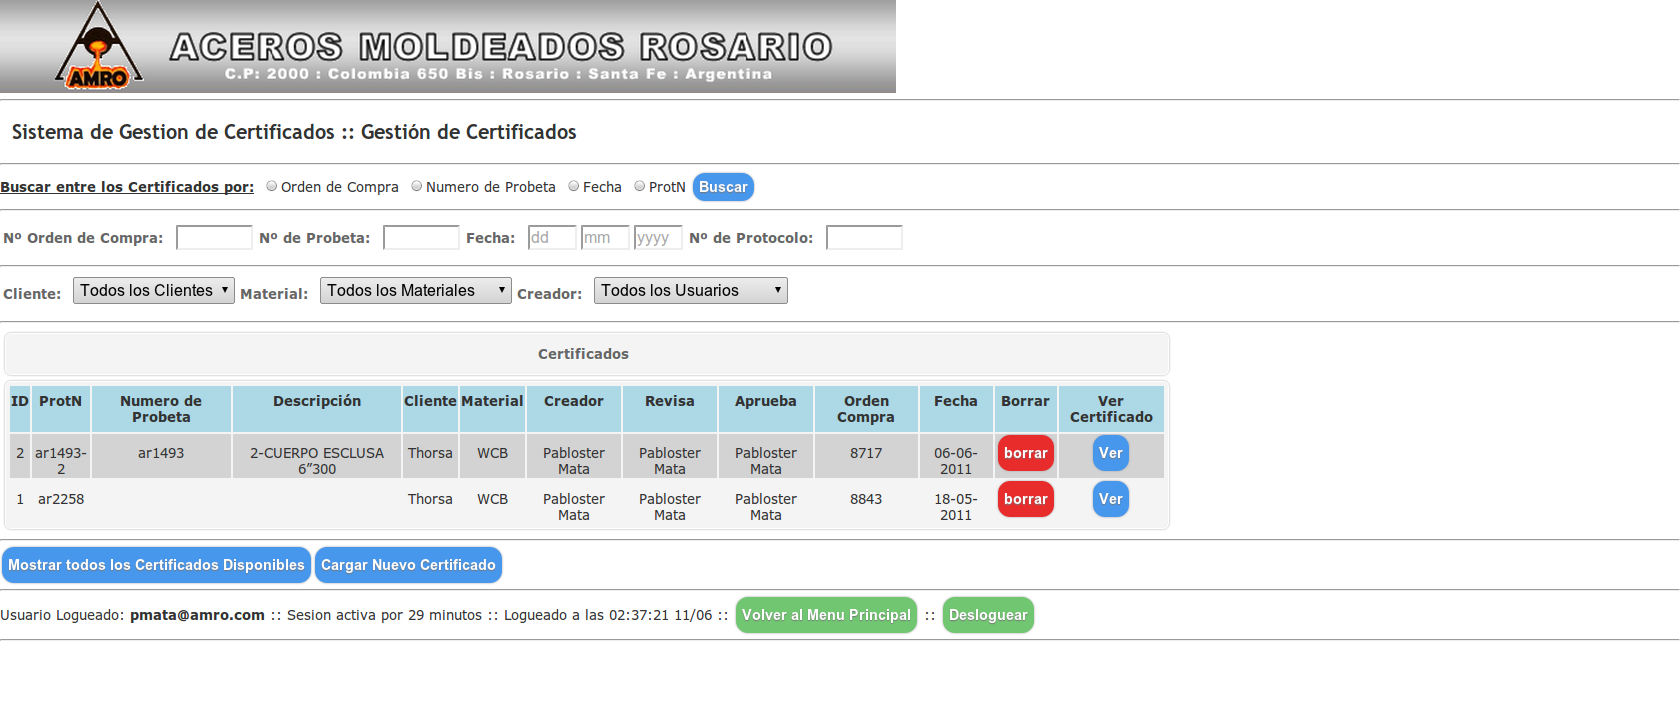 AMRO
ACEROS MOLDEADOS ROSARIO
C.P: 2000 : Colombia 650 Bis : Rosario : Santa Fe : Argentina
Sistema de Gestion de Certificados :: Gestión de Certificados
Buscar entre los Certificados por: Orden de Compra Numero de Probeta Fecha ProtN Buscar
Nº Orden de Compra: Nº de Probeta: Fecha: dd mm yyyy Nº de Protocolo:
Cliente: Todos los Clientes Material: Todos los Materiales Creador: Todos los Usuarios
Certificados
ID ProtN Numero de Probeta Descripción Cliente Material Creador Revisa Aprueba Orden Compra Fecha Borrar Ver Certificado
2 ar1493-2 ar1493 2-CUERPO ESCLUSA 6”300 Thorsa WCB Pabloster Mata Pabloster Mata Pabloster Mata 8717 06-06-2011 borrar Ver
1 ar2258 Thorsa WCB Pabloster Mata Pabloster Mata Pabloster Mata 8843 18-05-2011 borrar Ver
Mostrar todos los Certificados Disponibles Cargar Nuevo Certificado
Usuario Logueado: pmata@amro.com :: Sesion activa por 29 minutos :: Logueado a las 02:37:21 11/06 :: Volver al Menu Principal :: Desloguear